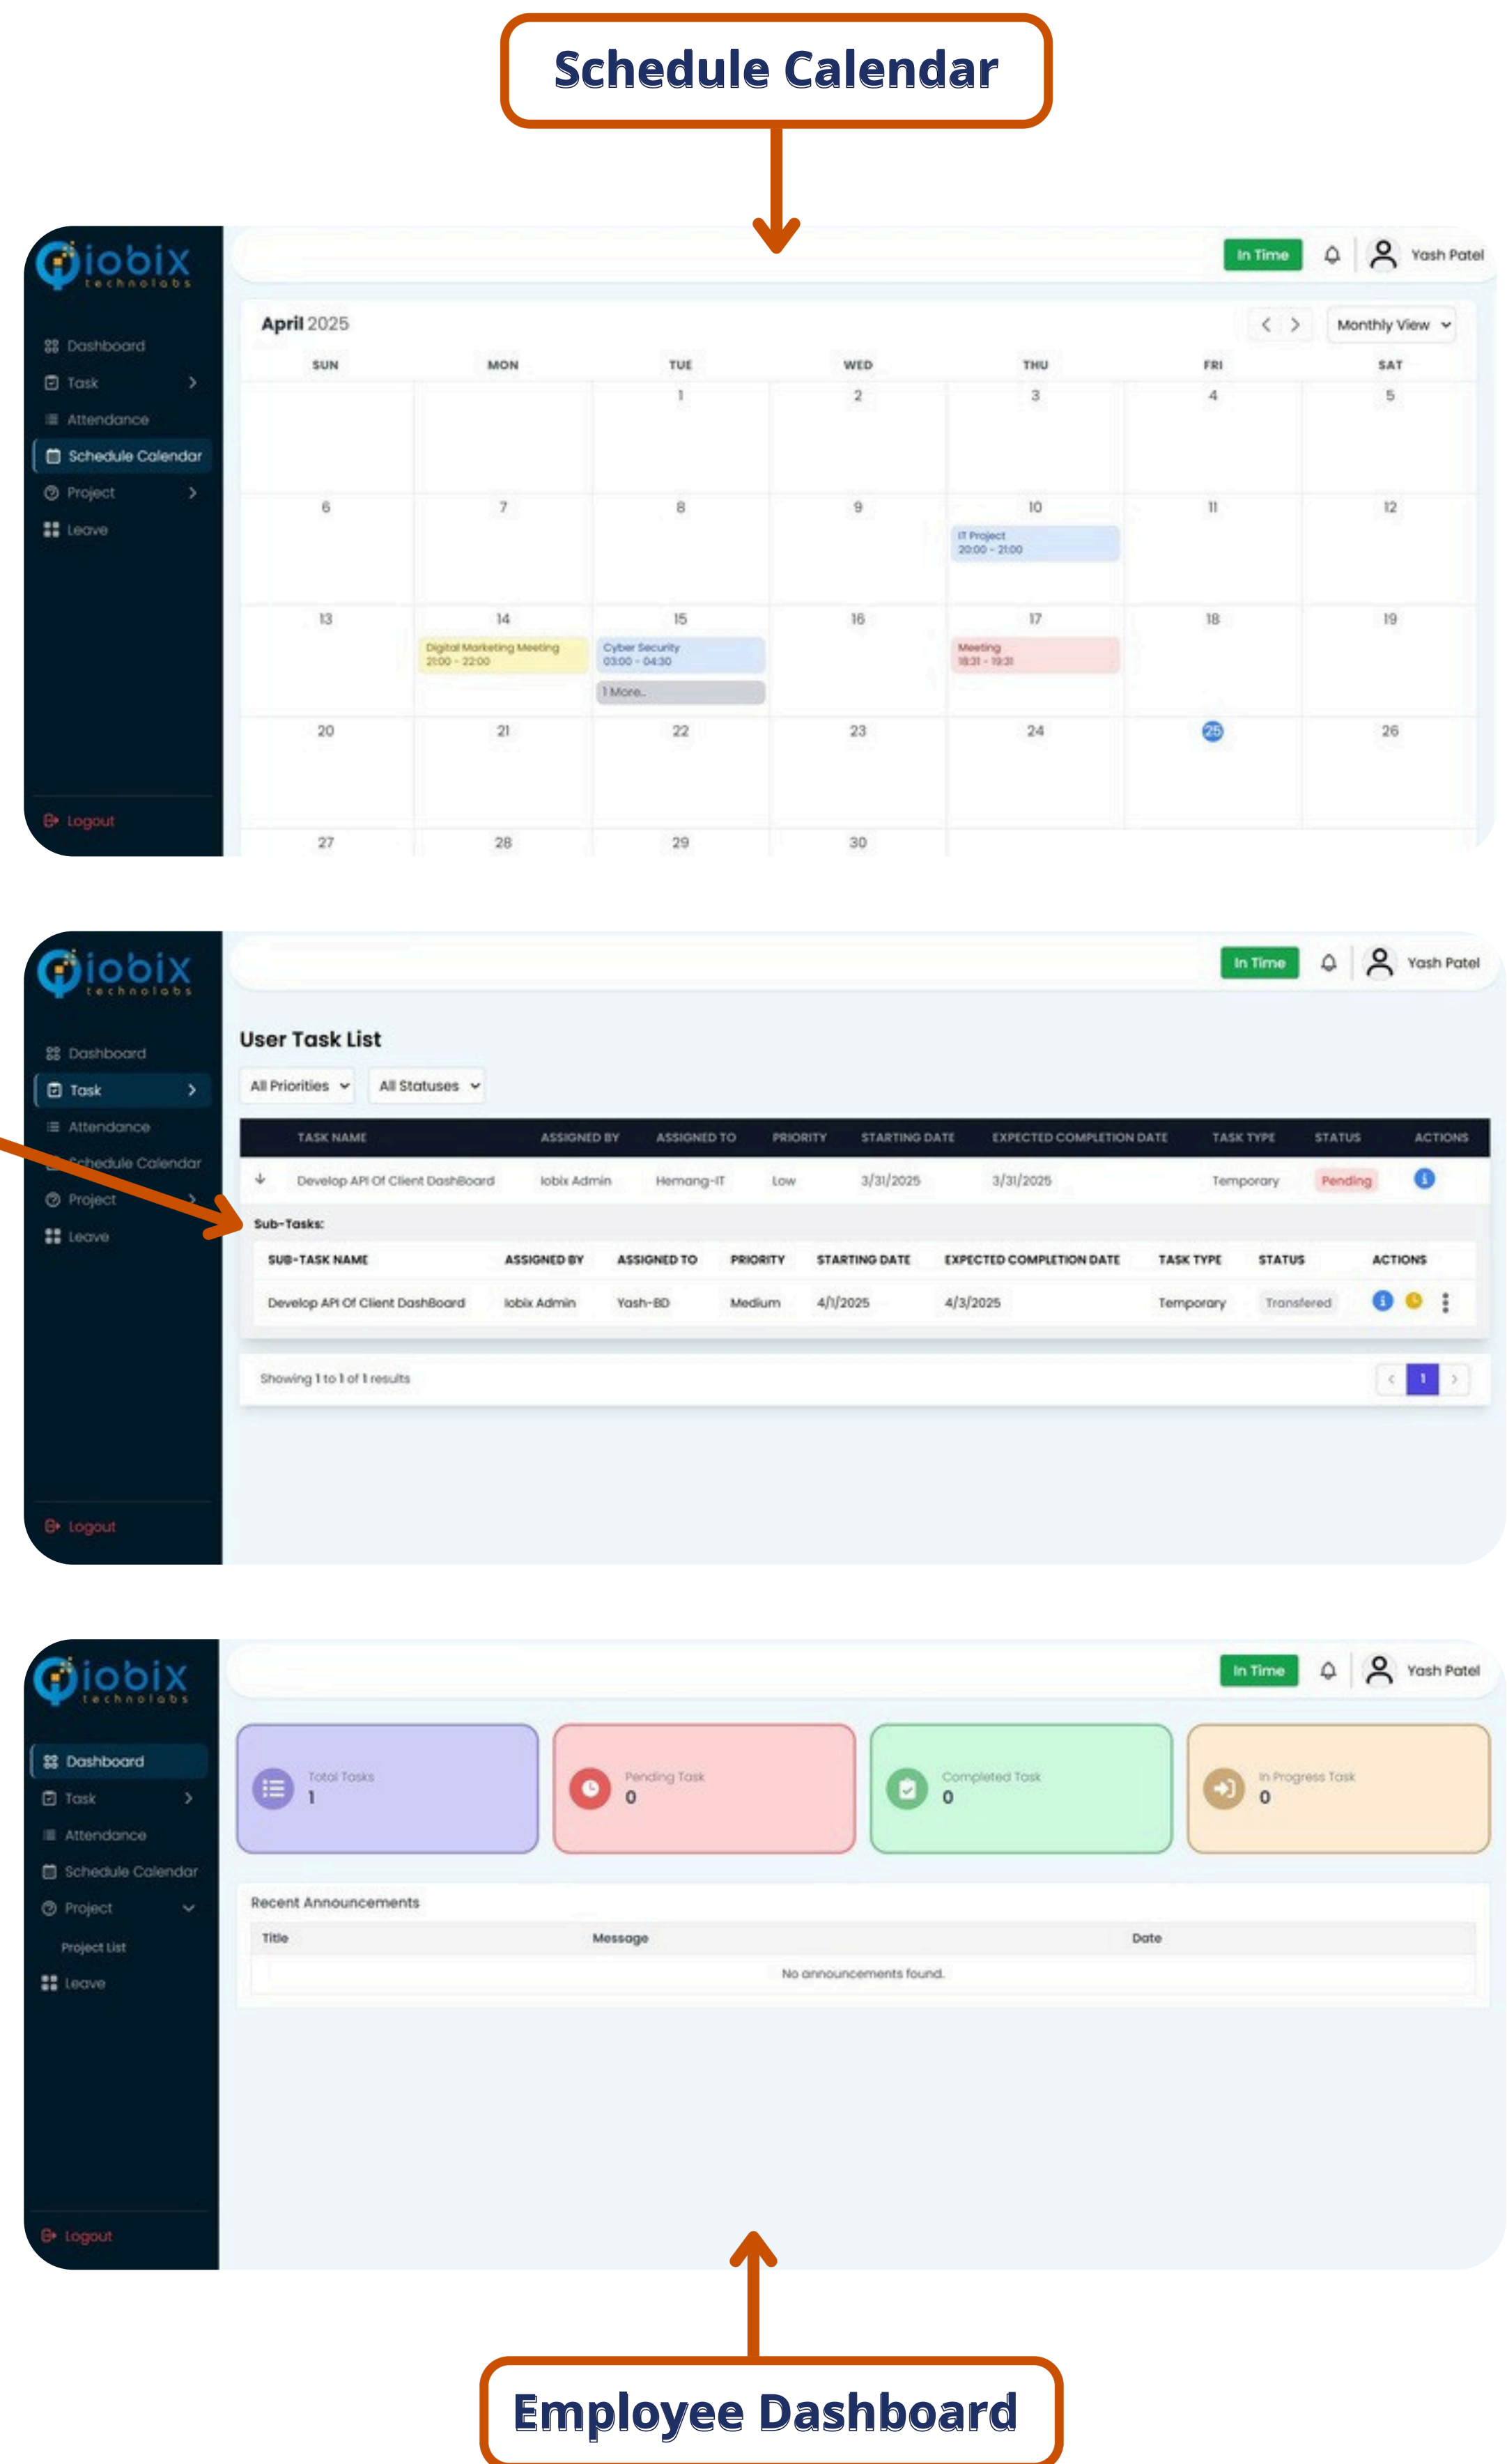 Schedule Calendar
iobix
technolabs
In Time
Yash Patel
Dashboard
Task
Attendance
Schedule Calendar
Project
Leave
Logout
April 2025
Monthly View
SUN MON TUE WED THU FRI SAT
1 2 3 4 5
6 7 8 9 10 11 12
IT Project
20:00 - 21:00
13 14 15 16 17 18 19
Digital Marketing Meeting
21:00 - 22:00
Cyber Security
03:00 - 04:30
1 More..
Meeting
18:31 - 19:31
20 21 22 23 24 25 26
27 28 29 30
iobix
technolabs
In Time
Yash Patel
Dashboard
Task
Attendance
Schedule Calendar
Project
Leave
Logout
User Task List
All Priorities All Statuses
TASK NAME ASSIGNED BY ASSIGNED TO PRIORITY STARTING DATE EXPECTED COMPLETION DATE TASK TYPE STATUS ACTIONS
Develop API Of Client DashBoard Iobix Admin Hemang-IT Low 3/31/2025 3/31/2025 Temporary Pending
Sub-Tasks:
SUB-TASK NAME ASSIGNED BY ASSIGNED TO PRIORITY STARTING DATE EXPECTED COMPLETION DATE TASK TYPE STATUS ACTIONS
Develop API Of Client DashBoard Iobix Admin Yash-BD Medium 4/1/2025 4/3/2025 Temporary Transfered
Showing 1 to 1 of 1 results
1
iobix
technolabs
In Time
Yash Patel
Dashboard
Task
Attendance
Schedule Calendar
Project
Project List
Leave
Logout
Total Tasks
1
Pending Task
0
Completed Task
0
In Progress Task
0
Recent Announcements
Title Message Date
No announcements found.
Employee Dashboard